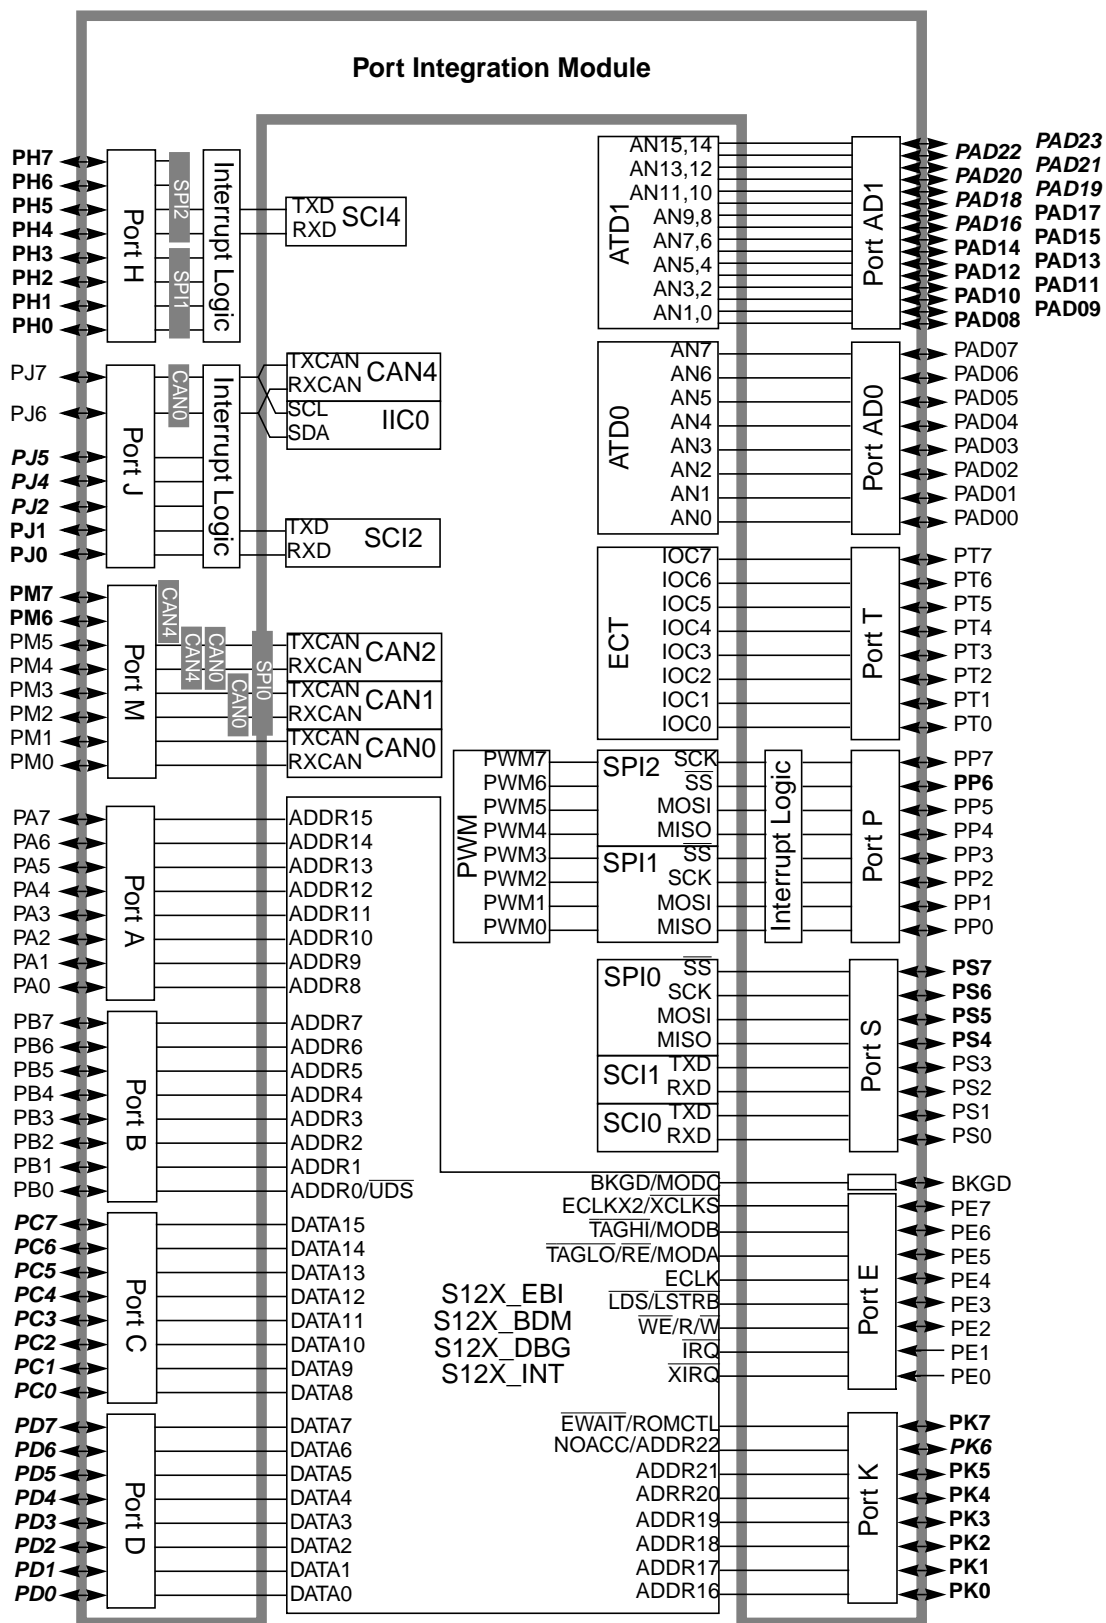 Port Integration Module
PH7
PH6
PH5
PH4
PH3
PH2
PH1
PH0
Port H
SPI2
SPI1
Interrupt Logic
TXD
RXD
SCI4
PJ7
PJ6
PJ5
PJ4
PJ2
PJ1
PJ0
Port J
CAN0
Interrupt Logic
TXCAN
RXCAN
CAN4
SCL
SDA
IIC0
TXD
RXD
SCI2
PM7
PM6
PM5
PM4
PM3
PM2
PM1
PM0
Port M
CAN4
CAN4
CAN0
CAN0
SPI0
TXCAN
RXCAN
CAN2
TXCAN
RXCAN
CAN1
TXCAN
RXCAN
CAN0
PA7
PA6
PA5
PA4
PA3
PA2
PA1
PA0
Port A
ADDR15
ADDR14
ADDR13
ADDR12
ADDR11
ADDR10
ADDR9
ADDR8
PB7
PB6
PB5
PB4
PB3
PB2
PB1
PB0
Port B
ADDR7
ADDR6
ADDR5
ADDR4
ADDR3
ADDR2
ADDR1
ADDR0/UDS
PC7
PC6
PC5
PC4
PC3
PC2
PC1
PC0
Port C
DATA15
DATA14
DATA13
DATA12
DATA11
DATA10
DATA9
DATA8
PD7
PD6
PD5
PD4
PD3
PD2
PD1
PD0
Port D
DATA7
DATA6
DATA5
DATA4
DATA3
DATA2
DATA1
DATA0
S12X_EBI
S12X_BDM
S12X_DBG
S12X_INT
ATD1
AN15,14
AN13,12
AN11,10
AN9,8
AN7,6
AN5,4
AN3,2
AN1,0
Port AD1
PAD23
PAD22
PAD21
PAD20
PAD19
PAD18
PAD17
PAD16
PAD15
PAD14
PAD13
PAD12
PAD11
PAD10
PAD09
PAD08
ATD0
AN7
AN6
AN5
AN4
AN3
AN2
AN1
AN0
Port AD0
PAD07
PAD06
PAD05
PAD04
PAD03
PAD02
PAD01
PAD00
ECT
IOC7
IOC6
IOC5
IOC4
IOC3
IOC2
IOC1
IOC0
Port T
PT7
PT6
PT5
PT4
PT3
PT2
PT1
PT0
PWM
PWM7
PWM6
PWM5
PWM4
PWM3
PWM2
PWM1
PWM0
SPI2
SCK
SS
MOSI
MISO
SPI1
SS
SCK
MOSI
MISO
Interrupt Logic
Port P
PP7
PP6
PP5
PP4
PP3
PP2
PP1
PP0
SPI0
SS
SCK
MOSI
MISO
SCI1
TXD
RXD
SCI0
TXD
RXD
Port S
PS7
PS6
PS5
PS4
PS3
PS2
PS1
PS0
BKGD/MODC
BKGD
ECLKX2/XCLKS
TAGHI/MODB
TAGLO/RE/MODA
ECLK
LDS/LSTRB
WE/R/W
IRQ
XIRQ
Port E
PE7
PE6
PE5
PE4
PE3
PE2
PE1
PE0
EWAIT/ROMCTL
NOACC/ADDR22
ADDR21
ADRR20
ADDR19
ADDR18
ADDR17
ADDR16
Port K
PK7
PK6
PK5
PK4
PK3
PK2
PK1
PK0